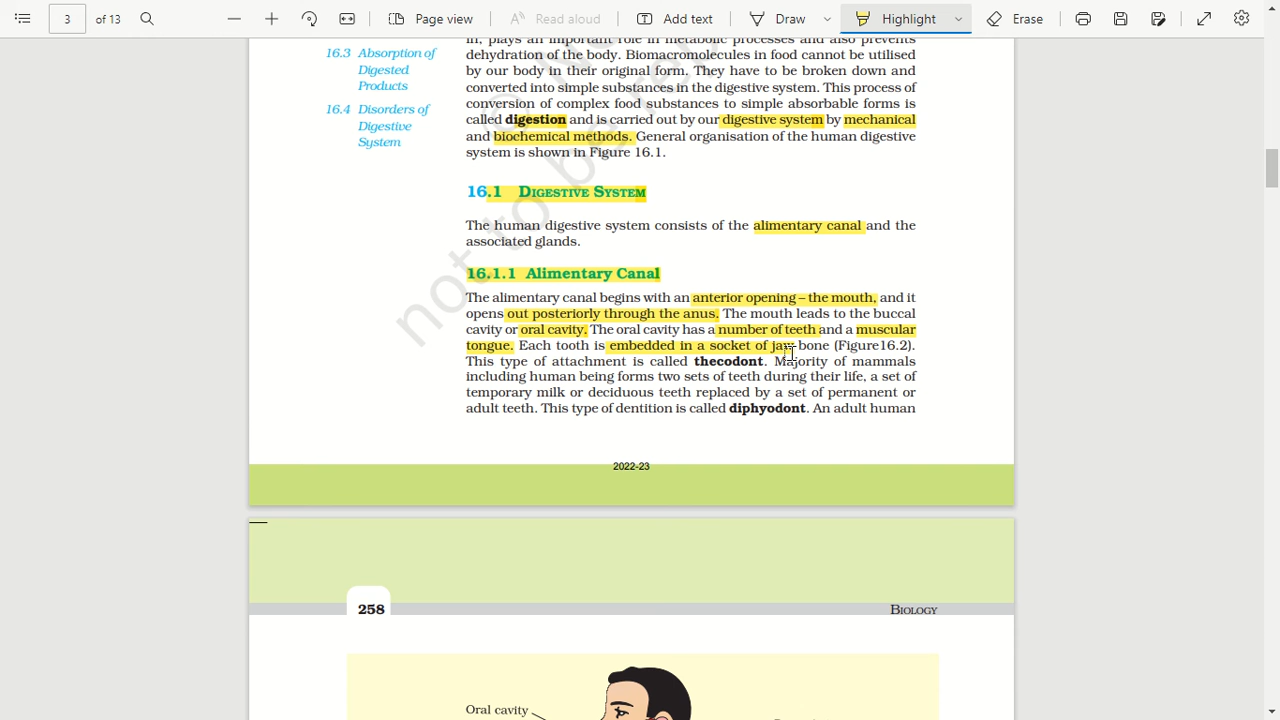 3 of 13 Page view Read aloud Add text Draw Highlight Erase
in, plays an important role in metabolic processes and also prevents
16.3 Absorption of
Digested
Products
16.4 Disorders of
Digestive
System
dehydration of the body. Biomacromolecules in food cannot be utilised
by our body in their original form. They have to be broken down and
converted into simple substances in the digestive system. This process of
conversion of complex food substances to simple absorbable forms is
called digestion and is carried out by our digestive system by mechanical
and biochemical methods. General organisation of the human digestive
system is shown in Figure 16.1.
16.1 DIGESTIVE SYSTEM
The human digestive system consists of the alimentary canal and the
associated glands.
16.1.1 Alimentary Canal
The alimentary canal begins with an anterior opening – the mouth, and it
opens out posteriorly through the anus. The mouth leads to the buccal
cavity or oral cavity. The oral cavity has a number of teeth and a muscular
tongue. Each tooth is embedded in a socket of jaw bone (Figure16.2).
This type of attachment is called thecodont. Majority of mammals
including human being forms two sets of teeth during their life, a set of
temporary milk or deciduous teeth replaced by a set of permanent or
adult teeth. This type of dentition is called diphyodont. An adult human
not to be
2022-23
258 BIOLOGY
Oral cavity